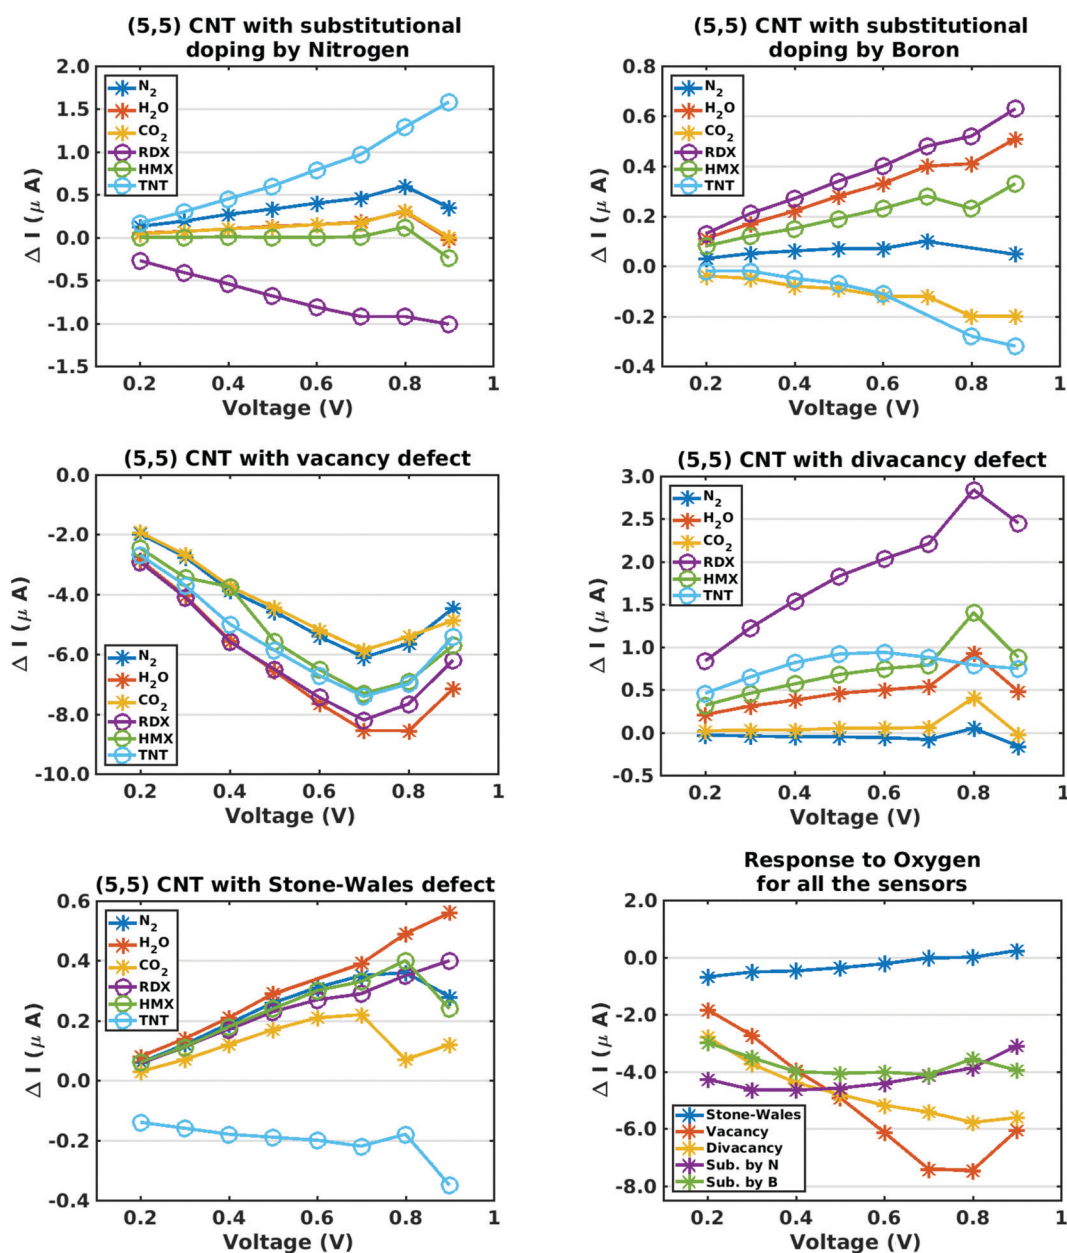 (5,5) CNT with substitutional
doping by Nitrogen
2.0
1.5
1.0
0.5
0.0
-0.5
-1.0
-1.5
Δ I (μ A)
N2
H2O
CO2
RDX
HMX
TNT
0.2
0.4
0.6
0.8
1
Voltage (V)
(5,5) CNT with substitutional
doping by Boron
0.8
0.6
0.4
0.2
0.0
-0.2
-0.4
Δ I (μ A)
N2
H2O
CO2
RDX
HMX
TNT
0.2
0.4
0.6
0.8
1
Voltage (V)
(5,5) CNT with vacancy defect
0.0
-2.0
-4.0
-6.0
-8.0
-10.0
Δ I (μ A)
N2
H2O
CO2
RDX
HMX
TNT
0.2
0.4
0.6
0.8
1
Voltage (V)
(5,5) CNT with divacancy defect
3.0
2.5
2.0
1.5
1.0
0.5
0.0
-0.5
Δ I (μ A)
N2
H2O
CO2
RDX
HMX
TNT
0.2
0.4
0.6
0.8
1
Voltage (V)
(5,5) CNT with Stone-Wales defect
0.6
0.4
0.2
0.0
-0.2
-0.4
Δ I (μ A)
N2
H2O
CO2
RDX
HMX
TNT
0.2
0.4
0.6
0.8
1
Voltage (V)
Response to Oxygen
for all the sensors
2.0
0.0
-2.0
-4.0
-6.0
-8.0
Δ I (μ A)
Stone-Wales
Vacancy
Divacancy
Sub. by N
Sub. by B
0.2
0.4
0.6
0.8
1
Voltage (V)